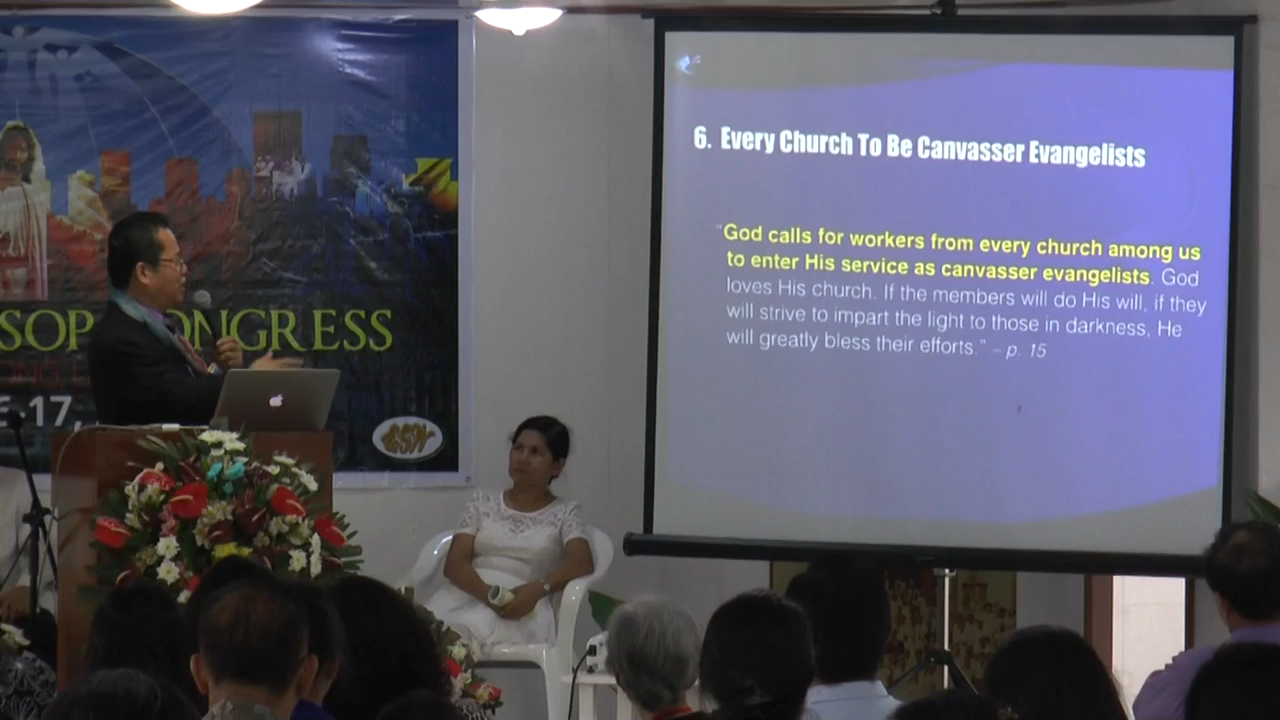 6. Every Church To Be Canvasser Evangelists
"God calls for workers from every church among us
to enter His service as canvasser evangelists. God
loves His church. If the members will do His will, if they
will strive to impart the light to those in darkness, He
will greatly bless their efforts." – p. 15
SOP CONGRESS
17,